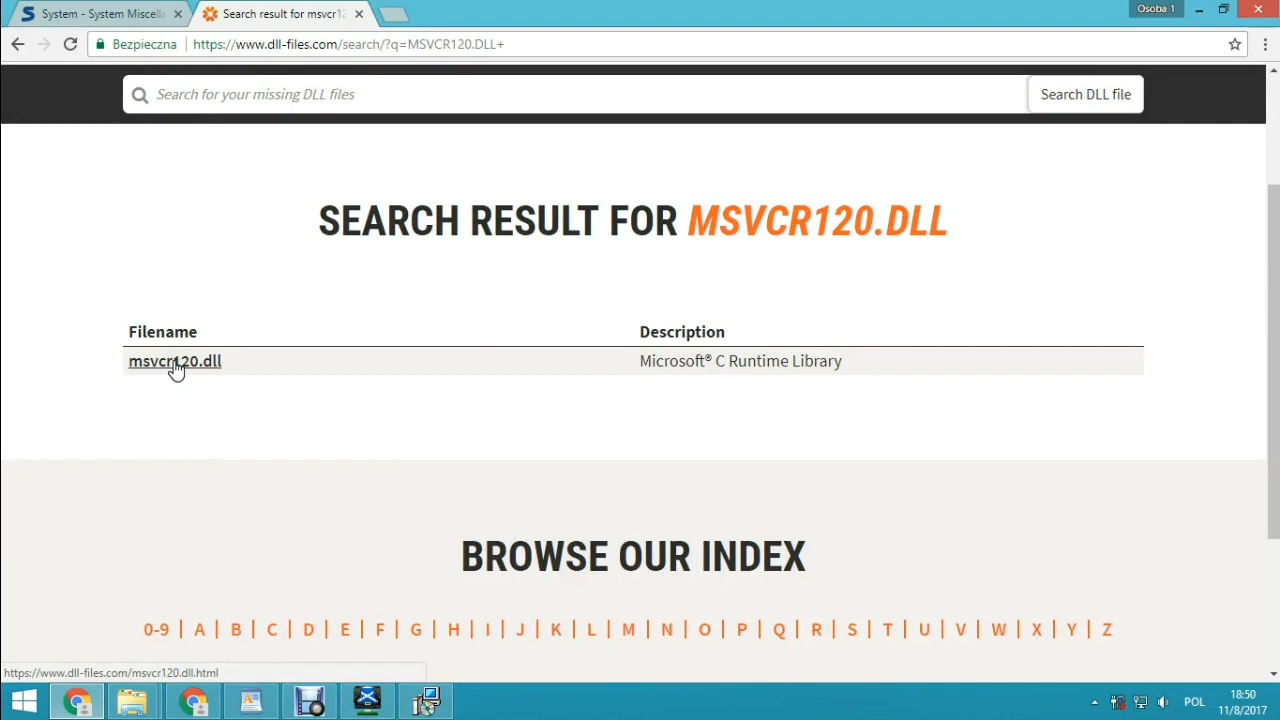 System - System Miscella
Search result for msvcr12
Osoba 1
Bezpieczna
https://www.dll-files.com/search/?q=MSVCR120.DLL+
Search for your missing DLL files
Search DLL file
SEARCH RESULT FOR MSVCR120.DLL
Filename Description
msvcr120.dll Microsoft® C Runtime Library
BROWSE OUR INDEX
0-9 | A | B | C | D | E | F | G | H | I | J | K | L | M | N | O | P | Q | R | S | T | U | V | W | X | Y | Z
https://www.dll-files.com/msvcr120.dll.html
POL
18:50
11/8/2017